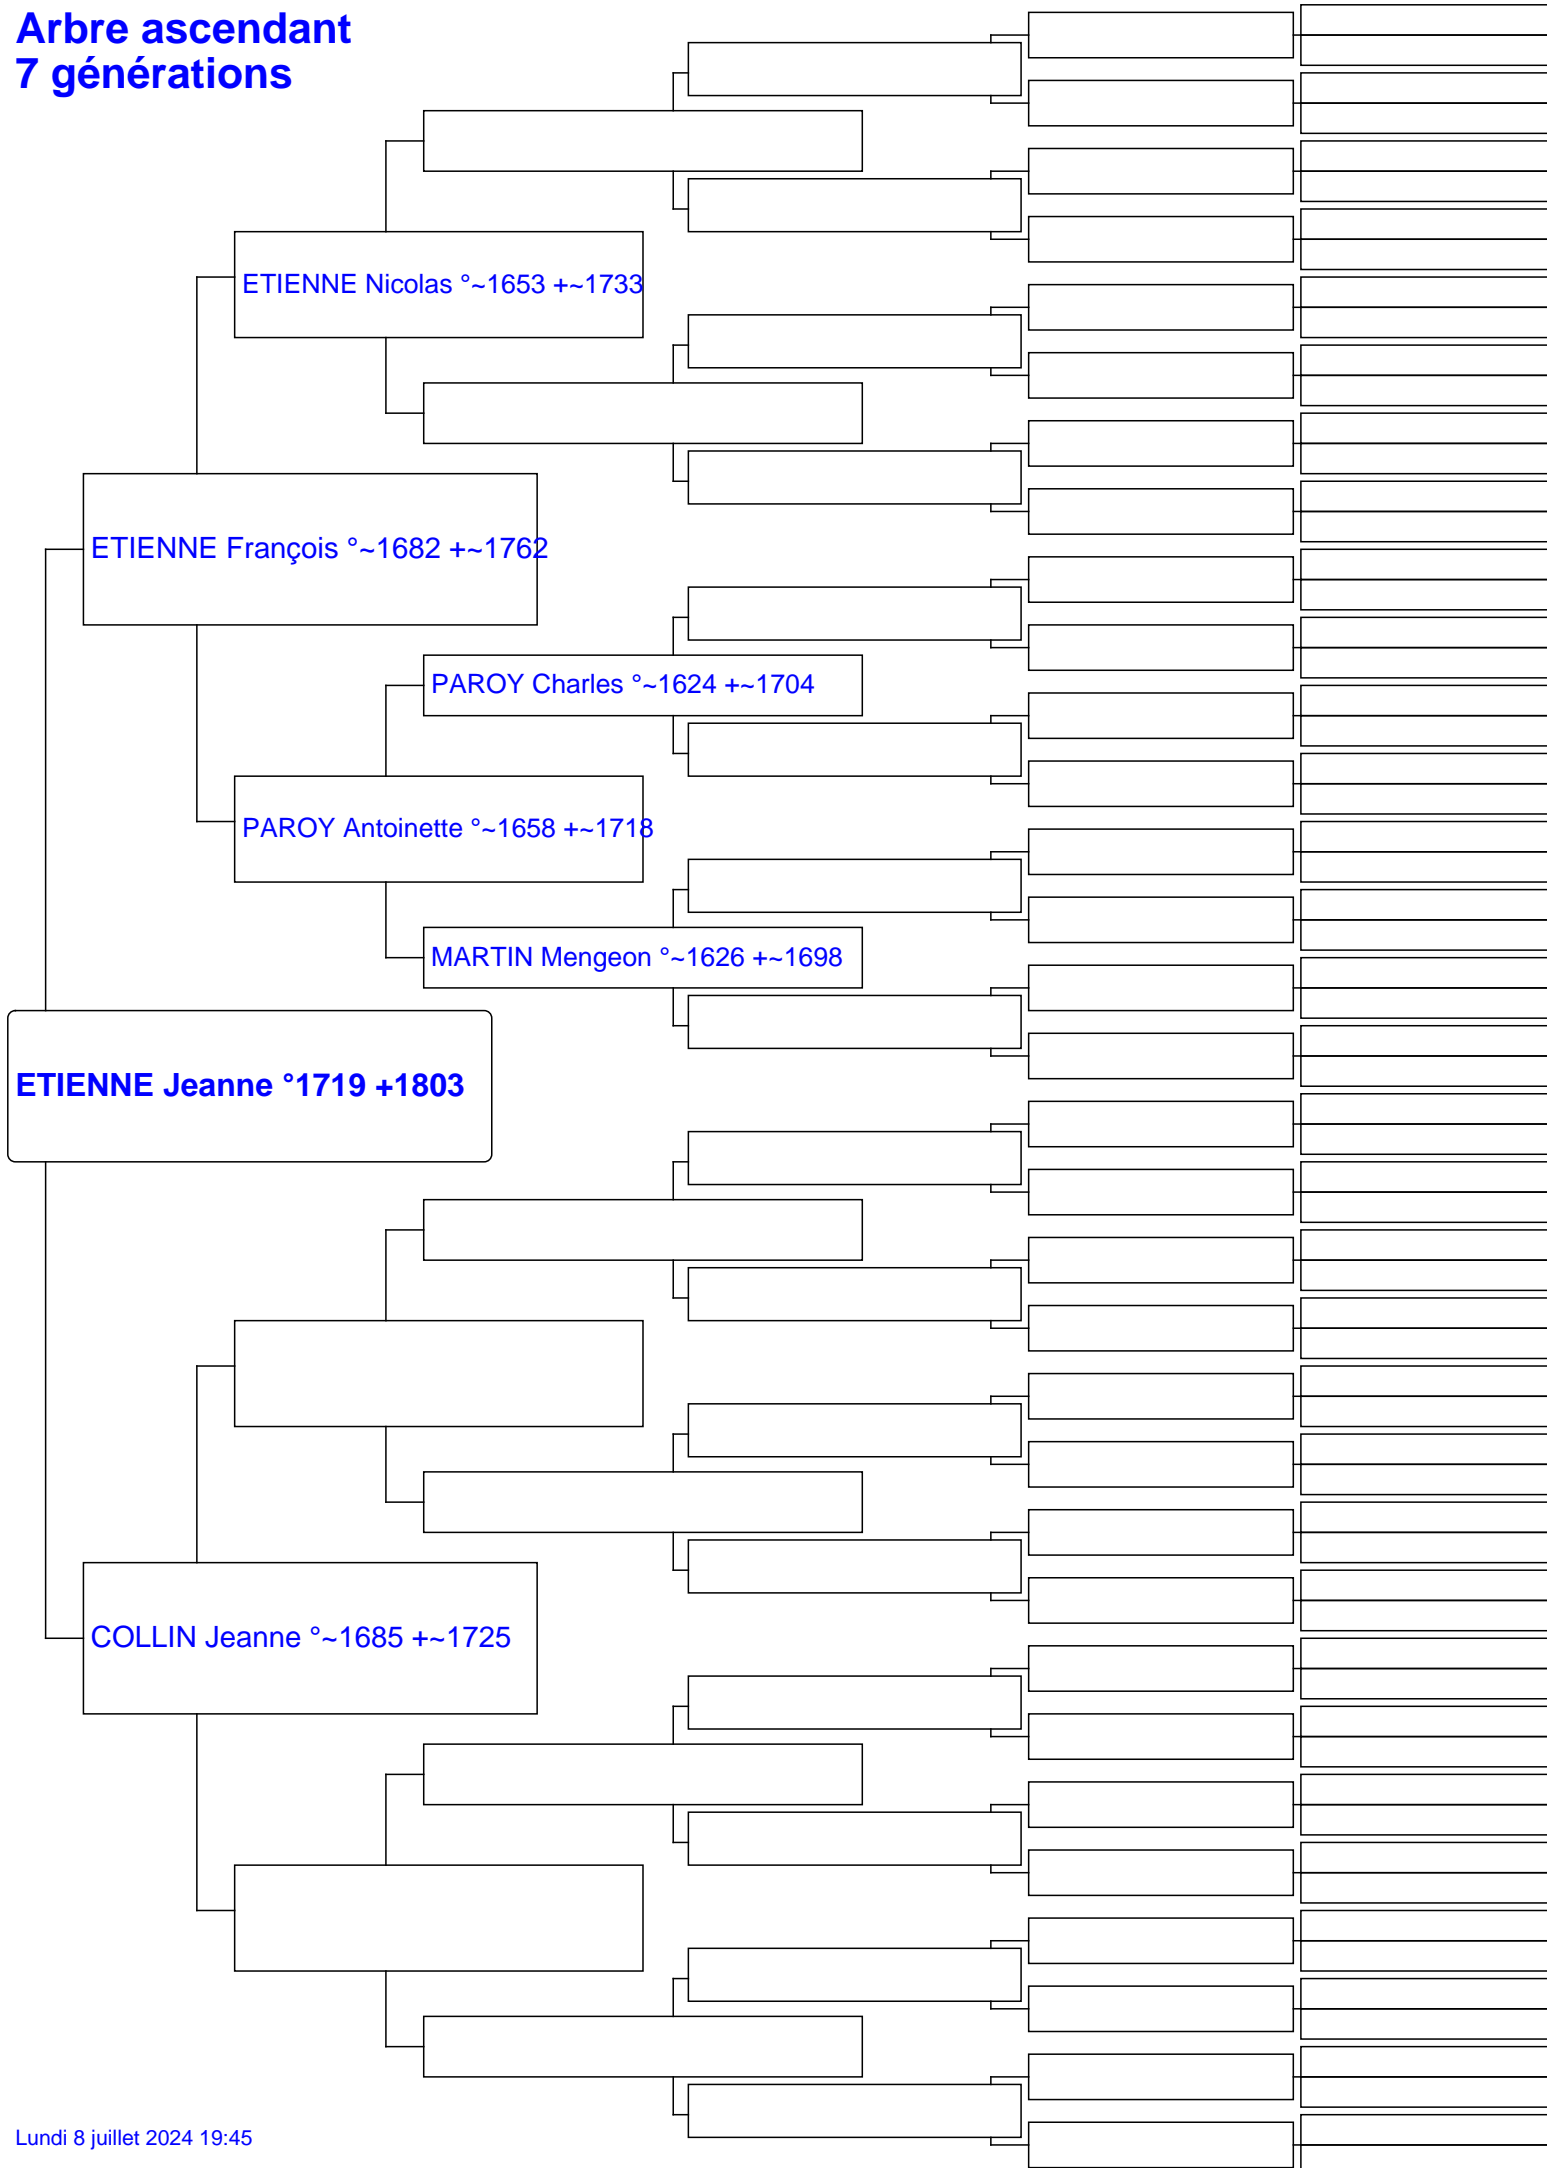 Arbre ascendant
7 générations
ETIENNE Nicolas °~1653 +~1733
ETIENNE François °~1682 +~1762
PAROY Charles °~1624 +~1704
PAROY Antoinette °~1658 +~1718
MARTIN Mengeon °~1626 +~1698
ETIENNE Jeanne °1719 +1803
COLLIN Jeanne °~1685 +~1725
Lundi 8 juillet 2024 19:45